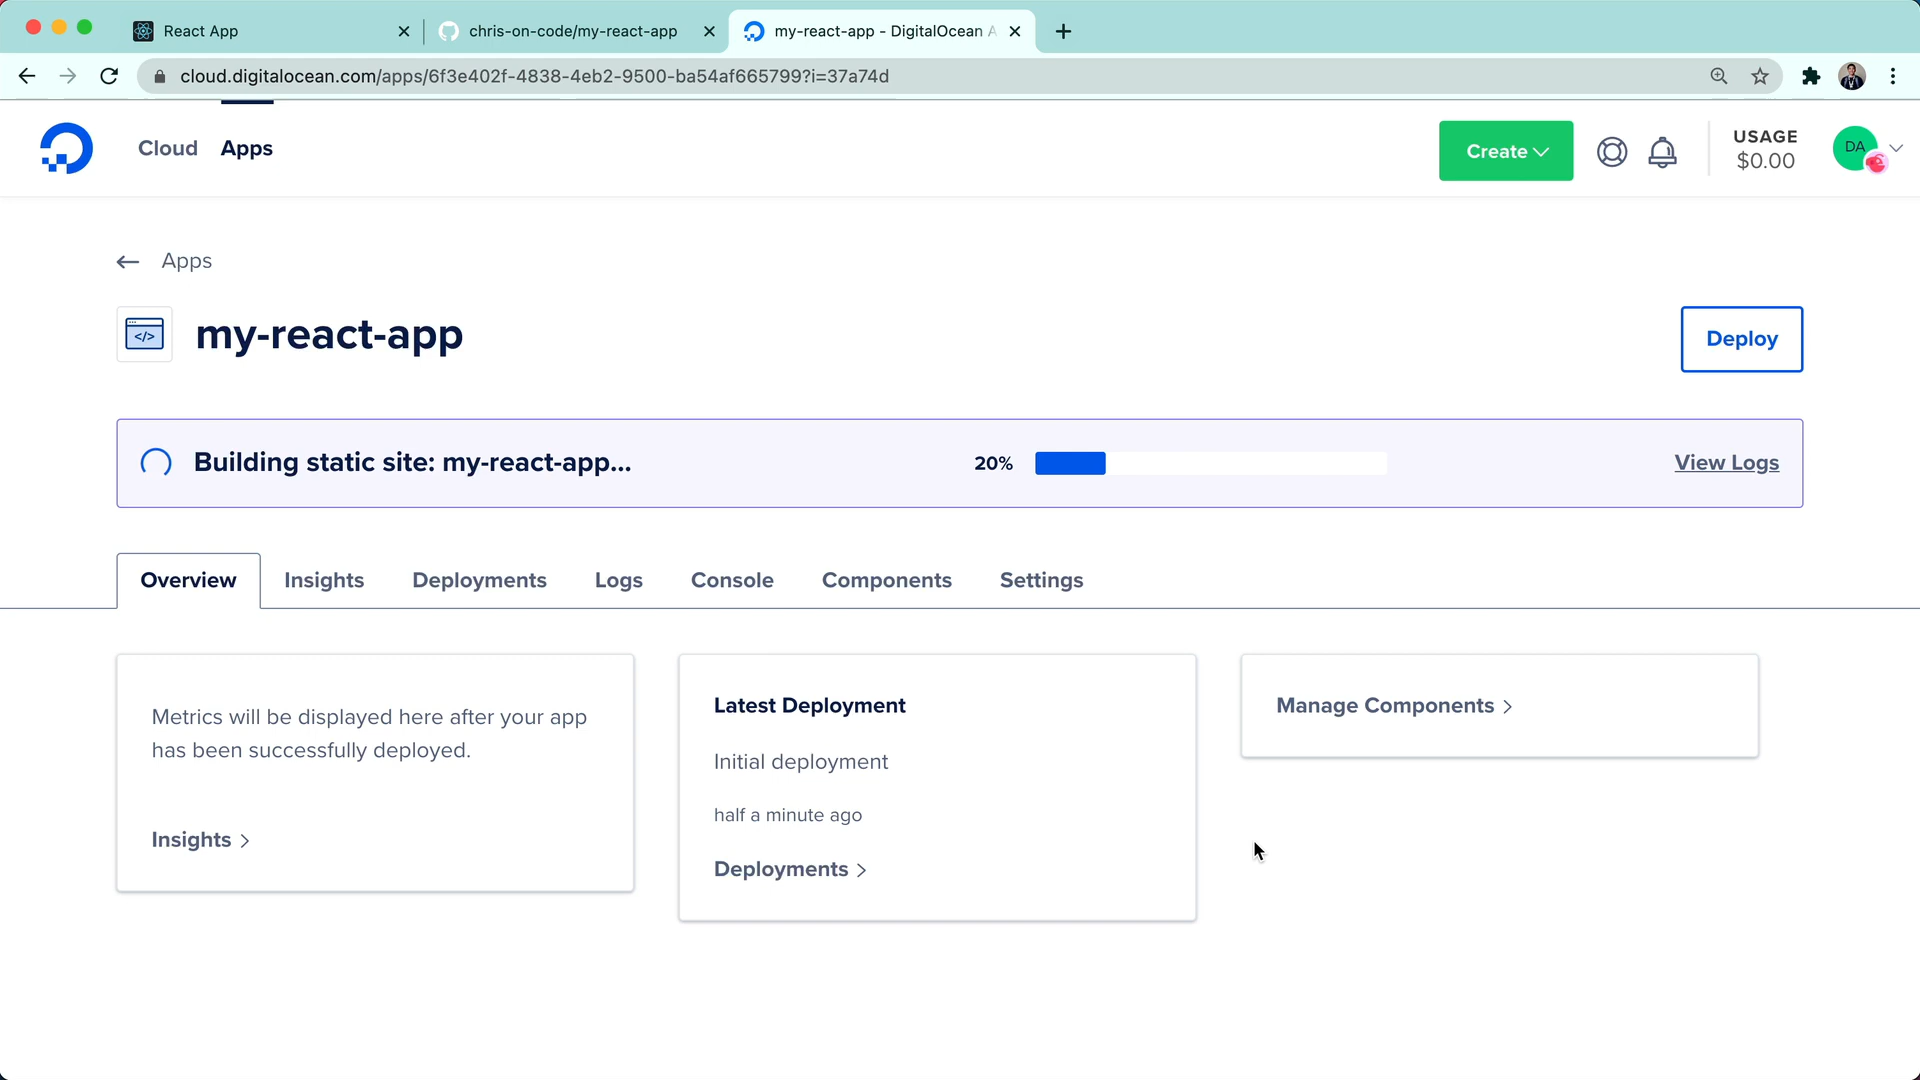 React App
chris-on-code/my-react-app
my-react-app - DigitalOcean A
cloud.digitalocean.com/apps/6f3e402f-4838-4eb2-9500-ba54af665799?i=37a74d
Cloud
Apps
Create
USAGE
$0.00
DA
Apps
my-react-app
Deploy
Building static site: my-react-app...
20%
View Logs
Overview
Insights
Deployments
Logs
Console
Components
Settings
Metrics will be displayed here after your app
has been successfully deployed.
Insights >
Latest Deployment
Initial deployment
half a minute ago
Deployments >
Manage Components >